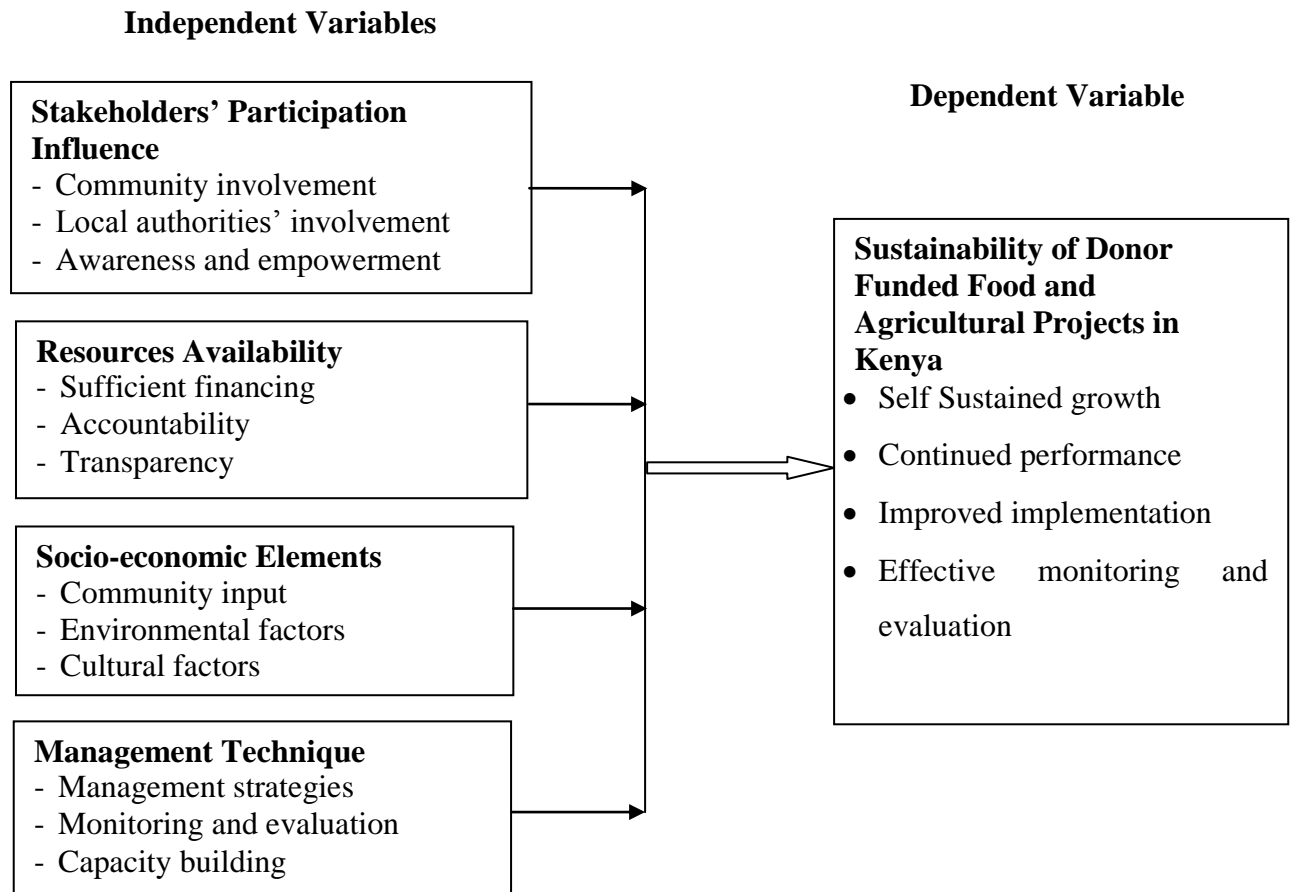 Independent Variables
Stakeholders’ Participation
Influence
- Community involvement
- Local authorities’ involvement
- Awareness and empowerment
Resources Availability
- Sufficient financing
- Accountability
- Transparency
Socio-economic Elements
- Community input
- Environmental factors
- Cultural factors
Management Technique
- Management strategies
- Monitoring and evaluation
- Capacity building
Dependent Variable
Sustainability of Donor
Funded Food and
Agricultural Projects in
Kenya
• Self Sustained growth
• Continued performance
• Improved implementation
• Effective monitoring and
evaluation